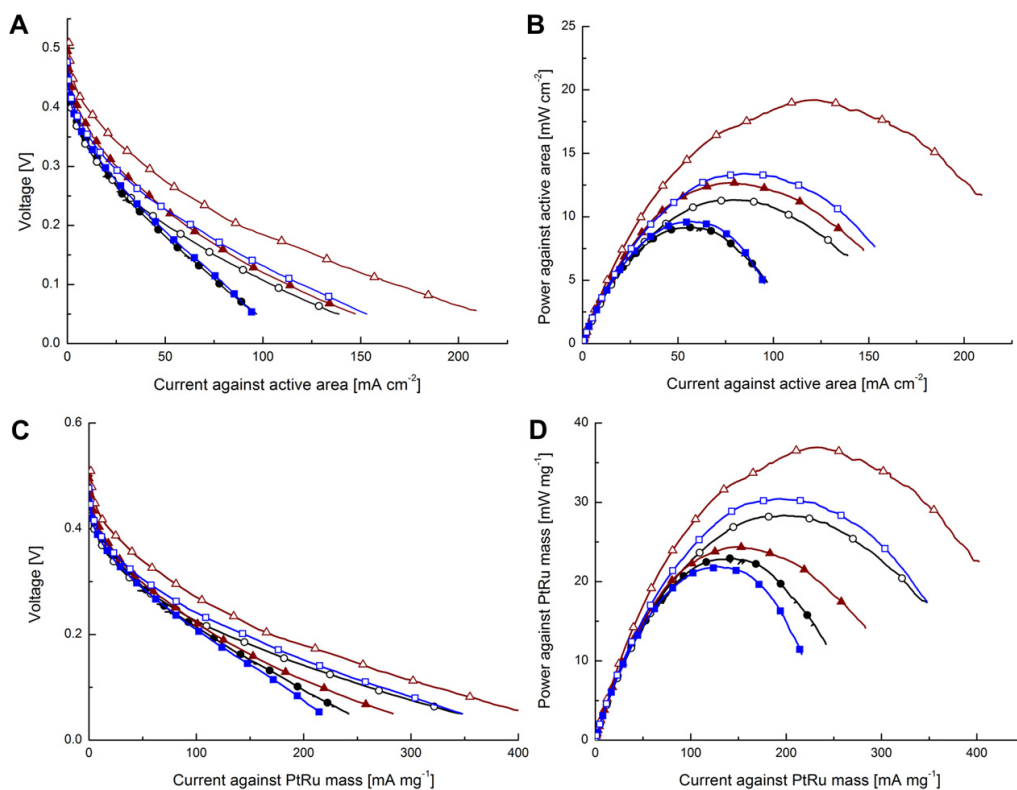 A
0.5
0.4
0.3
0.2
0.1
0.0
Voltage [V]
0 50 100 150 200
Current against active area [mA cm⁻²]
B
25
20
15
10
5
0
Power against active area [mW cm⁻²]
0 50 100 150 200
Current against active area [mA cm⁻²]
C
0.6
0.4
0.2
0.0
Voltage [V]
0 100 200 300 400
Current against PtRu mass [mA mg⁻¹]
D
40
30
20
10
0
Power against PtRu mass [mW mg⁻¹]
0 100 200 300 400
Current against PtRu mass [mA mg⁻¹]